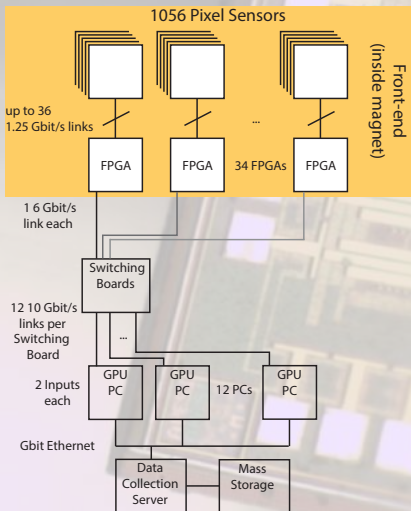 1056 Pixel Sensors
Front-end
(inside magnet)
up to 36
1.25 Gbit/s links
...
FPGA
FPGA
34 FPGAs
FPGA
1 6 Gbit/s
link each
Switching
Boards
12 10 Gbit/s
links per
Switching
Board
...
2 Inputs
each
GPU
PC
GPU
PC
12 PCs
GPU
PC
Gbit Ethernet
Data
Collection
Server
Mass
Storage